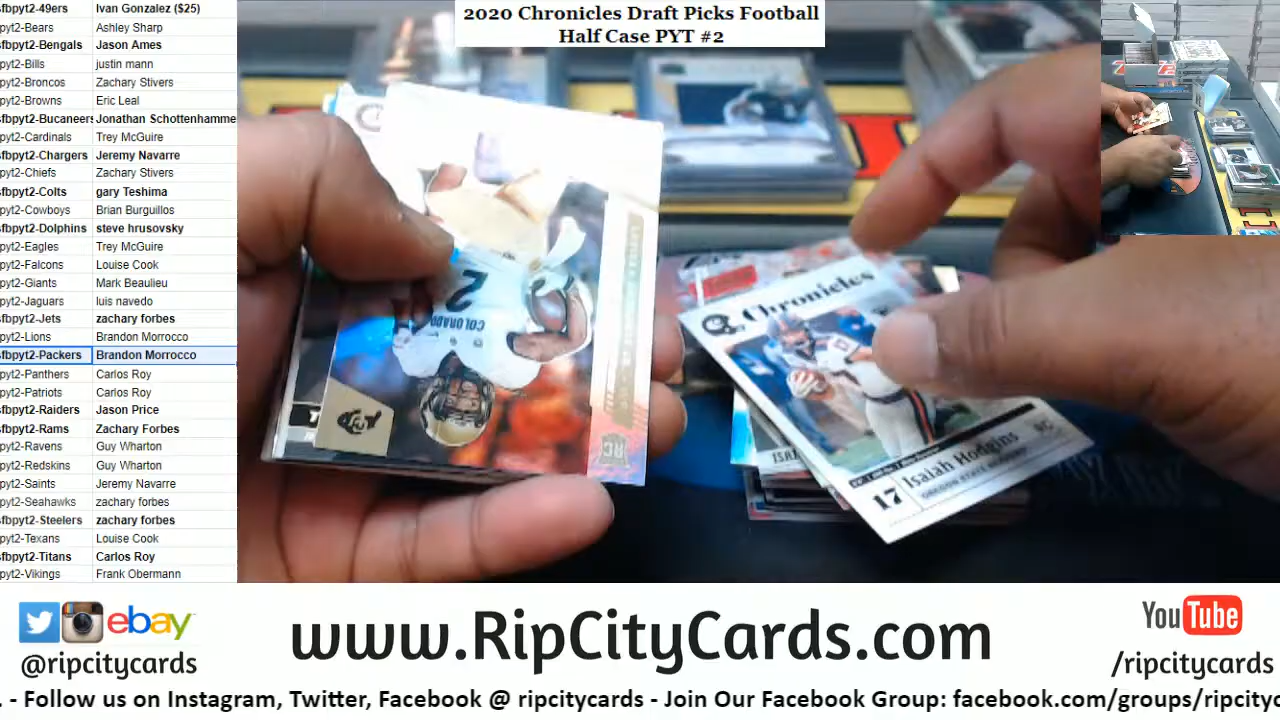 2020 Chronicles Draft Picks Football
Half Case PYT #2
fbpyt2-49ers Ivan Gonzalez ($25)
pyt2-Bears Ashley Sharp
fbpyt2-Bengals Jason Ames
pyt2-Bills justin mann
pyt2-Broncos Zachary Stivers
pyt2-Browns Eric Leal
fbpyt2-Bucaneers Jonathan Schottenhamme
pyt2-Cardinals Trey McGuire
fbpyt2-Chargers Jeremy Navarre
pyt2-Chiefs Zachary Stivers
fbpyt2-Colts gary Teshima
pyt2-Cowboys Brian Burguillos
fbpyt2-Dolphins steve hrusovsky
pyt2-Eagles Trey McGuire
pyt2-Falcons Louise Cook
pyt2-Giants Mark Beaulieu
pyt2-Jaguars luis navedo
fbpyt2-Jets zachary forbes
pyt2-Lions Brandon Morrocco
fbpyt2-Packers Brandon Morrocco
pyt2-Panthers Carlos Roy
pyt2-Patriots Carlos Roy
fbpyt2-Raiders Jason Price
fbpyt2-Rams Zachary Forbes
pyt2-Ravens Guy Wharton
pyt2-Redskins Guy Wharton
pyt2-Saints Jeremy Navarre
pyt2-Seahawks zachary forbes
fbpyt2-Steelers zachary forbes
pyt2-Texans Louise Cook
fbpyt2-Titans Carlos Roy
pyt2-Vikings Frank Obermann
COLORADO
2
RC
Chronicles
17 Isaiah Hodgins RC
OREGON STATE
ebay
@ripcitycards
www.RipCityCards.com
YouTube
/ripcitycards
. - Follow us on Instagram, Twitter, Facebook @ ripcitycards - Join Our Facebook Group: facebook.com/groups/ripcityc